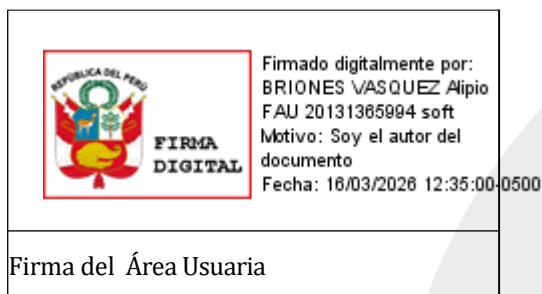 REPÚBLICA DEL PERÚ
FIRMA
DIGITAL
Firmado digitalmente por:
BRIONES VASQUEZ Alipio
FAU 20131365994 soft
Motivo: Soy el autor del
documento
Fecha: 16/03/2026 12:35:00-0500
Firma del Área Usuaria